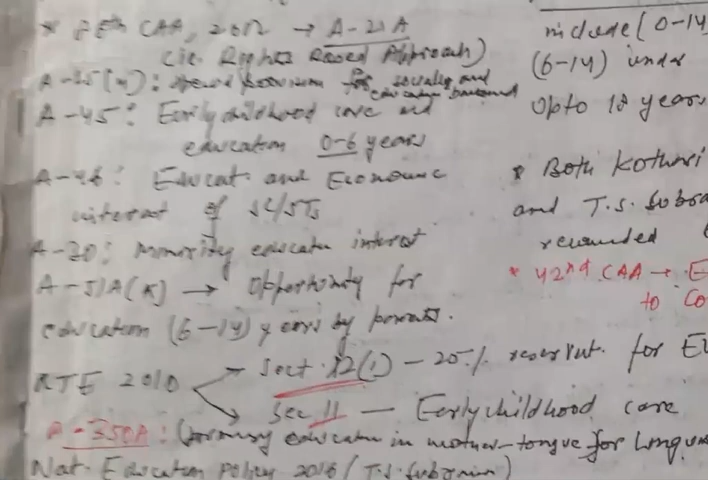 * 86th CAA, 2002 → A-21A
(ie. Rights Based Approach)
A-15(4): special provision for socially and
education backward
A-45: Early childhood care and
education 0-6 years
A-46: Educat. and Economic
interest of SC/STs
A-30: minority education interest
A-51A(K) → Opportunity for
education (6-14) years by parents.
RTE 2010 → Sect. 12(1) - 25% reservat. for
→ Sec 11 — Early childhood care
A-350A: (primary education in mother-tongue for
Nat. Education Policy 2016 (T.S. Subramanian)
include (0-14
(6-14) under
upto 18 years
* Both Kothari
and T.S. Subra
* 42nd CAA →
to Co